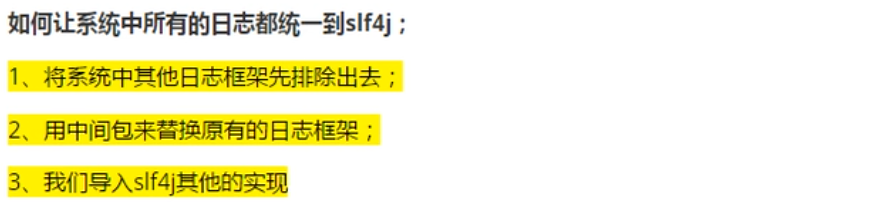 如何让系统中所有的日志都统一到slf4j；
1、将系统中其他日志框架先排除出去；
2、用中间包来替换原有的日志框架；
3、我们导入slf4j其他的实现